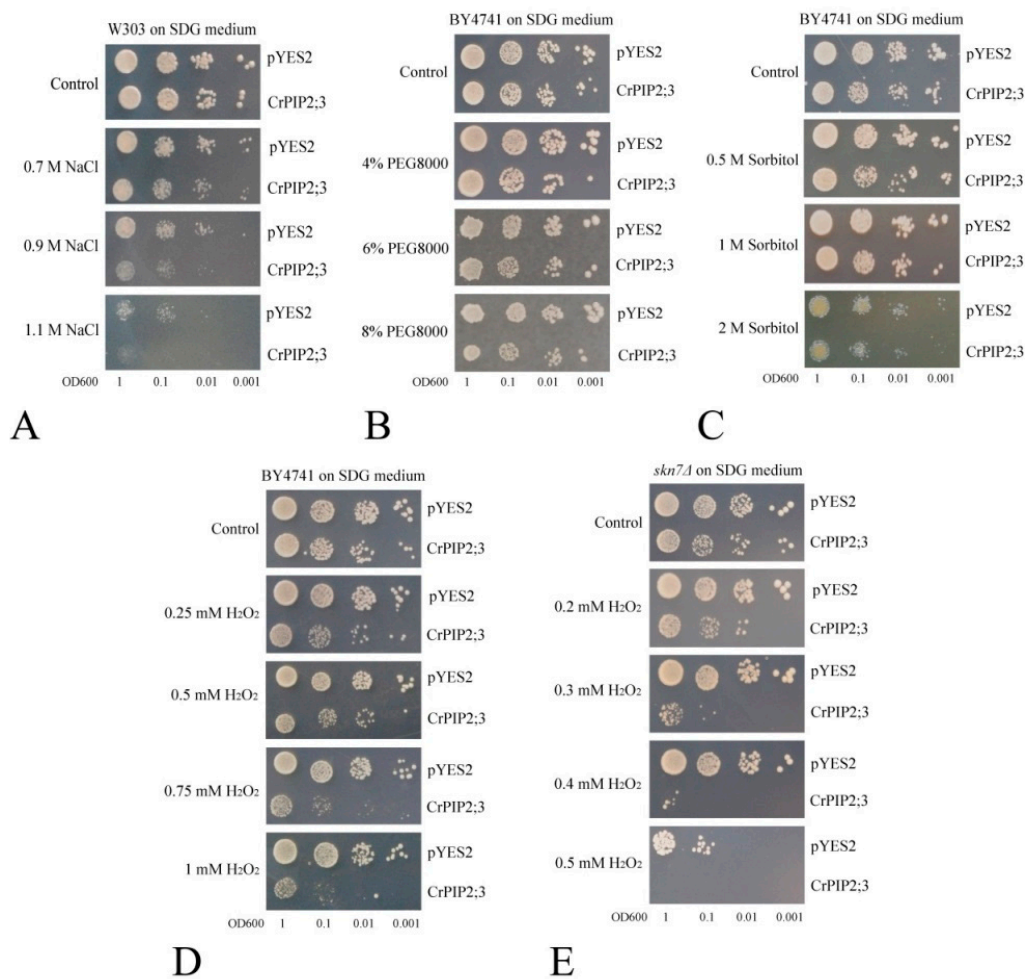 W303 on SDG medium
Control
pYES2
CrPIP2;3
0.7 M NaCl
pYES2
CrPIP2;3
0.9 M NaCl
pYES2
CrPIP2;3
1.1 M NaCl
pYES2
CrPIP2;3
OD600 1 0.1 0.01 0.001
A
BY4741 on SDG medium
Control
pYES2
CrPIP2;3
4% PEG8000
pYES2
CrPIP2;3
6% PEG8000
pYES2
CrPIP2;3
8% PEG8000
pYES2
CrPIP2;3
OD600 1 0.1 0.01 0.001
B
BY4741 on SDG medium
Control
pYES2
CrPIP2;3
0.5 M Sorbitol
pYES2
CrPIP2;3
1 M Sorbitol
pYES2
CrPIP2;3
2 M Sorbitol
pYES2
CrPIP2;3
OD600 1 0.1 0.01 0.001
C
BY4741 on SDG medium
Control
pYES2
CrPIP2;3
0.25 mM H₂O₂
pYES2
CrPIP2;3
0.5 mM H₂O₂
pYES2
CrPIP2;3
0.75 mM H₂O₂
pYES2
CrPIP2;3
1 mM H₂O₂
pYES2
CrPIP2;3
OD600 1 0.1 0.01 0.001
D
skn7Δ on SDG medium
Control
pYES2
CrPIP2;3
0.2 mM H₂O₂
pYES2
CrPIP2;3
0.3 mM H₂O₂
pYES2
CrPIP2;3
0.4 mM H₂O₂
pYES2
CrPIP2;3
0.5 mM H₂O₂
pYES2
CrPIP2;3
OD600 1 0.1 0.01 0.001
E